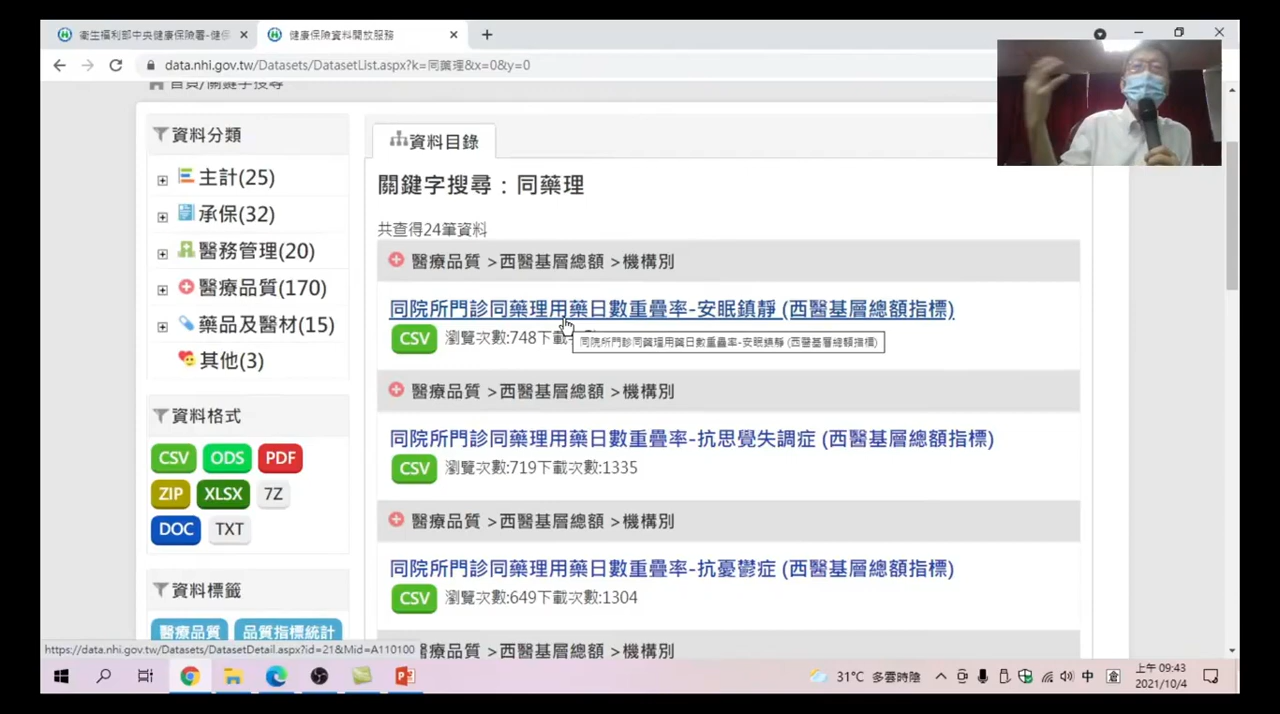 衛生福利部中央健康保險署-健保
健康保險資料開放服務
data.nhi.gov.tw/Datasets/DatasetList.aspx?k=同藥理&x=0&y=0
首頁/關鍵字搜尋
資料分類
主計(25)
承保(32)
醫務管理(20)
醫療品質(170)
藥品及醫材(15)
其他(3)
資料格式
CSV ODS PDF
ZIP XLSX 7Z
DOC TXT
資料標籤
醫療品質 品質指標統計
資料目錄
關鍵字搜尋：同藥理
共查得24筆資料
醫療品質 >西醫基層總額 >機構別
同院所門診同藥理用藥日數重疊率-安眠鎮靜 (西醫基層總額指標)
CSV 瀏覽次數:748下載
同院所門診同藥理用藥日數重疊率-安眠鎮靜 (西醫基層總額指標)
醫療品質 >西醫基層總額 >機構別
同院所門診同藥理用藥日數重疊率-抗思覺失調症 (西醫基層總額指標)
CSV 瀏覽次數:719下載次數:1335
醫療品質 >西醫基層總額 >機構別
同院所門診同藥理用藥日數重疊率-抗憂鬱症 (西醫基層總額指標)
CSV 瀏覽次數:649下載次數:1304
醫療品質 >西醫基層總額 >機構別
https://data.nhi.gov.tw/Datasets/DatasetDetail.aspx?id=21&Mid=A110100
31°C 多雲時陰
中
倉
上午 09:43
2021/10/4